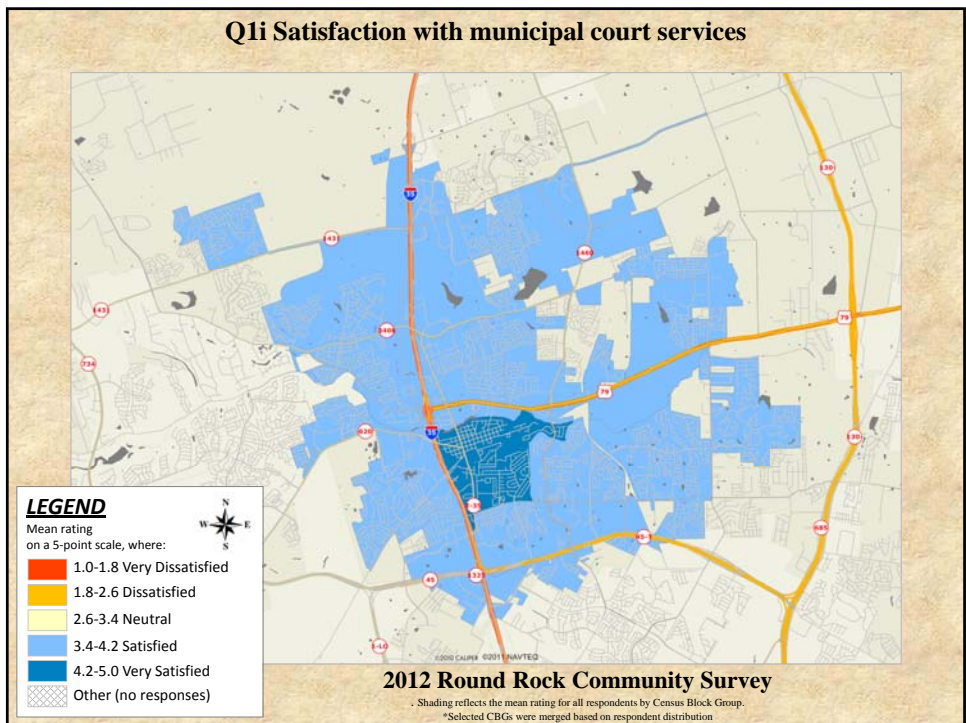 Q1i Satisfaction with municipal court services
130
35
1431
1460
1431
3406
79
734
79
35
620
130
I-35
685
45-T
45
1325
I-LO
©2010 CALIPER ©2011 NAVTEQ
LEGEND
Mean rating
on a 5-point scale, where:
N
W E
S
1.0-1.8 Very Dissatisfied
1.8-2.6 Dissatisfied
2.6-3.4 Neutral
3.4-4.2 Satisfied
4.2-5.0 Very Satisfied
Other (no responses)
2012 Round Rock Community Survey
. Shading reflects the mean rating for all respondents by Census Block Group.
*Selected CBGs were merged based on respondent distribution